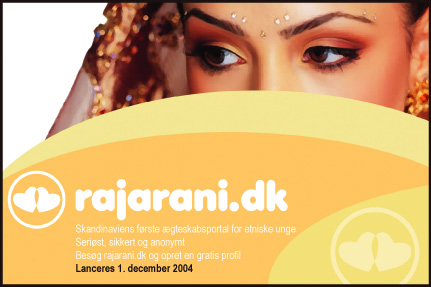 rajarani.dk
Skandinaviens første ægteskabsportal for etniske unge
Seriøst, sikkert og anonymt
Besøg rajarani.dk og opret en gratis profil
Lanceres 1. december 2004